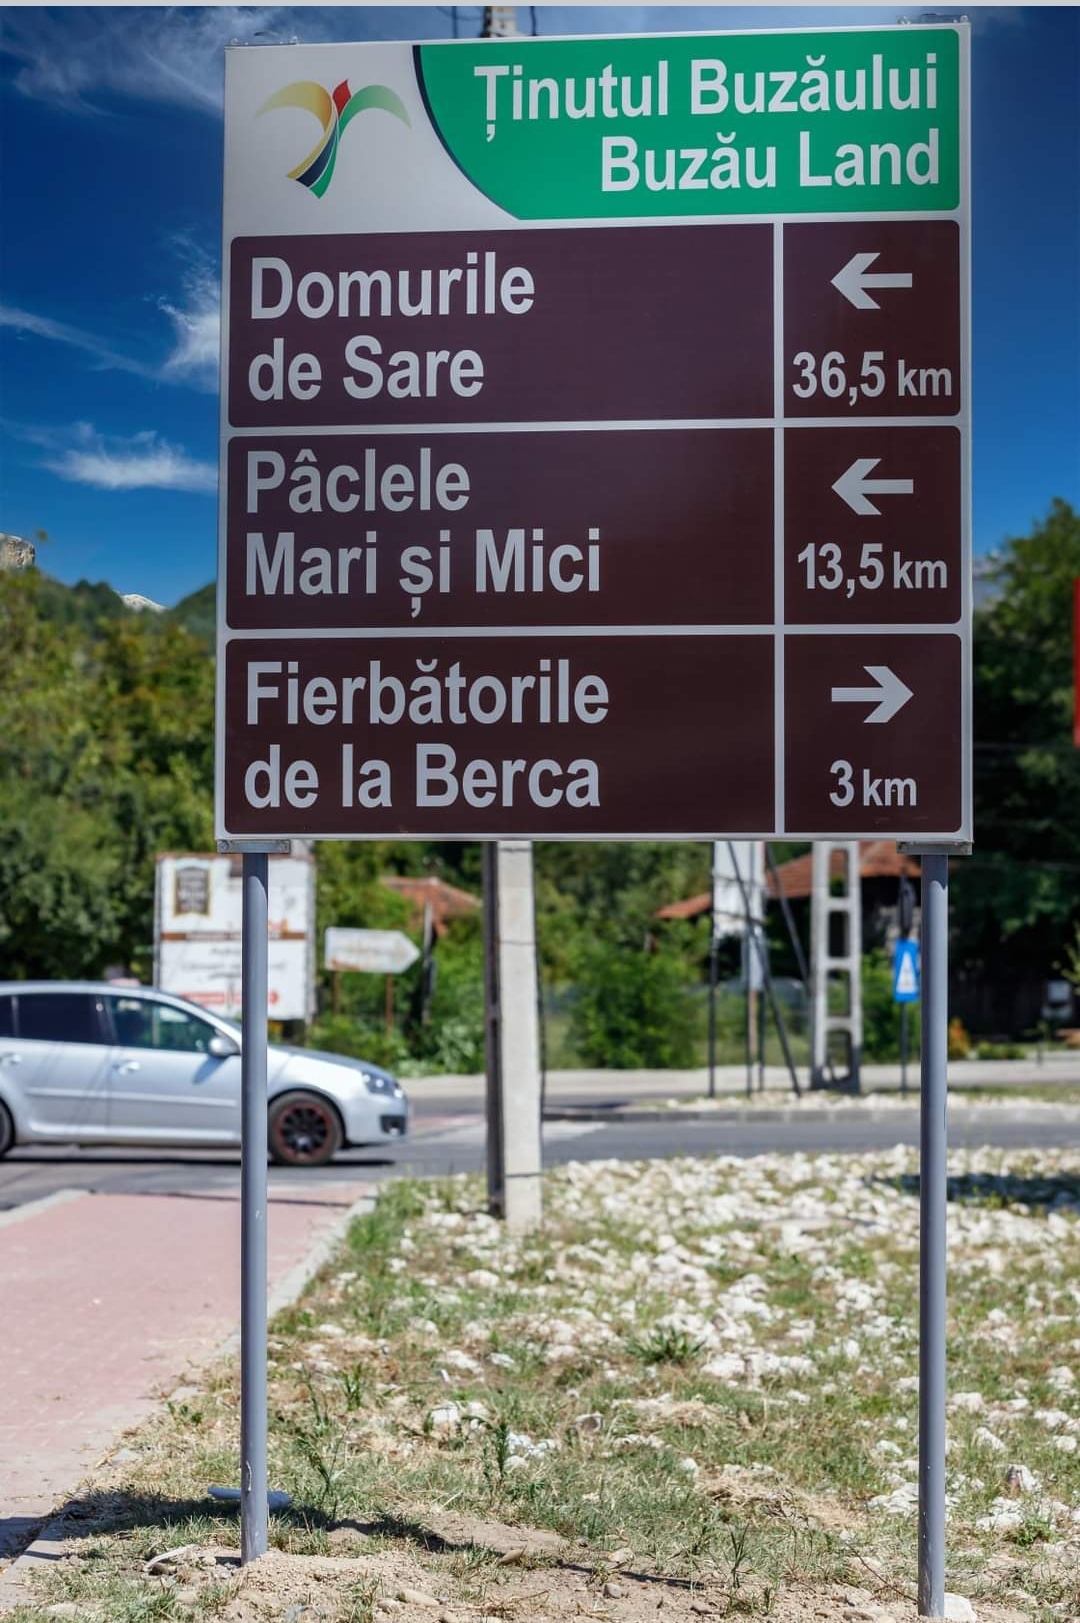 Ținutul Buzăului
Buzău Land
Domurile
de Sare
36,5 km
Pâclele
Mari și Mici
13,5 km
Fierbătorile
de la Berca
3 km